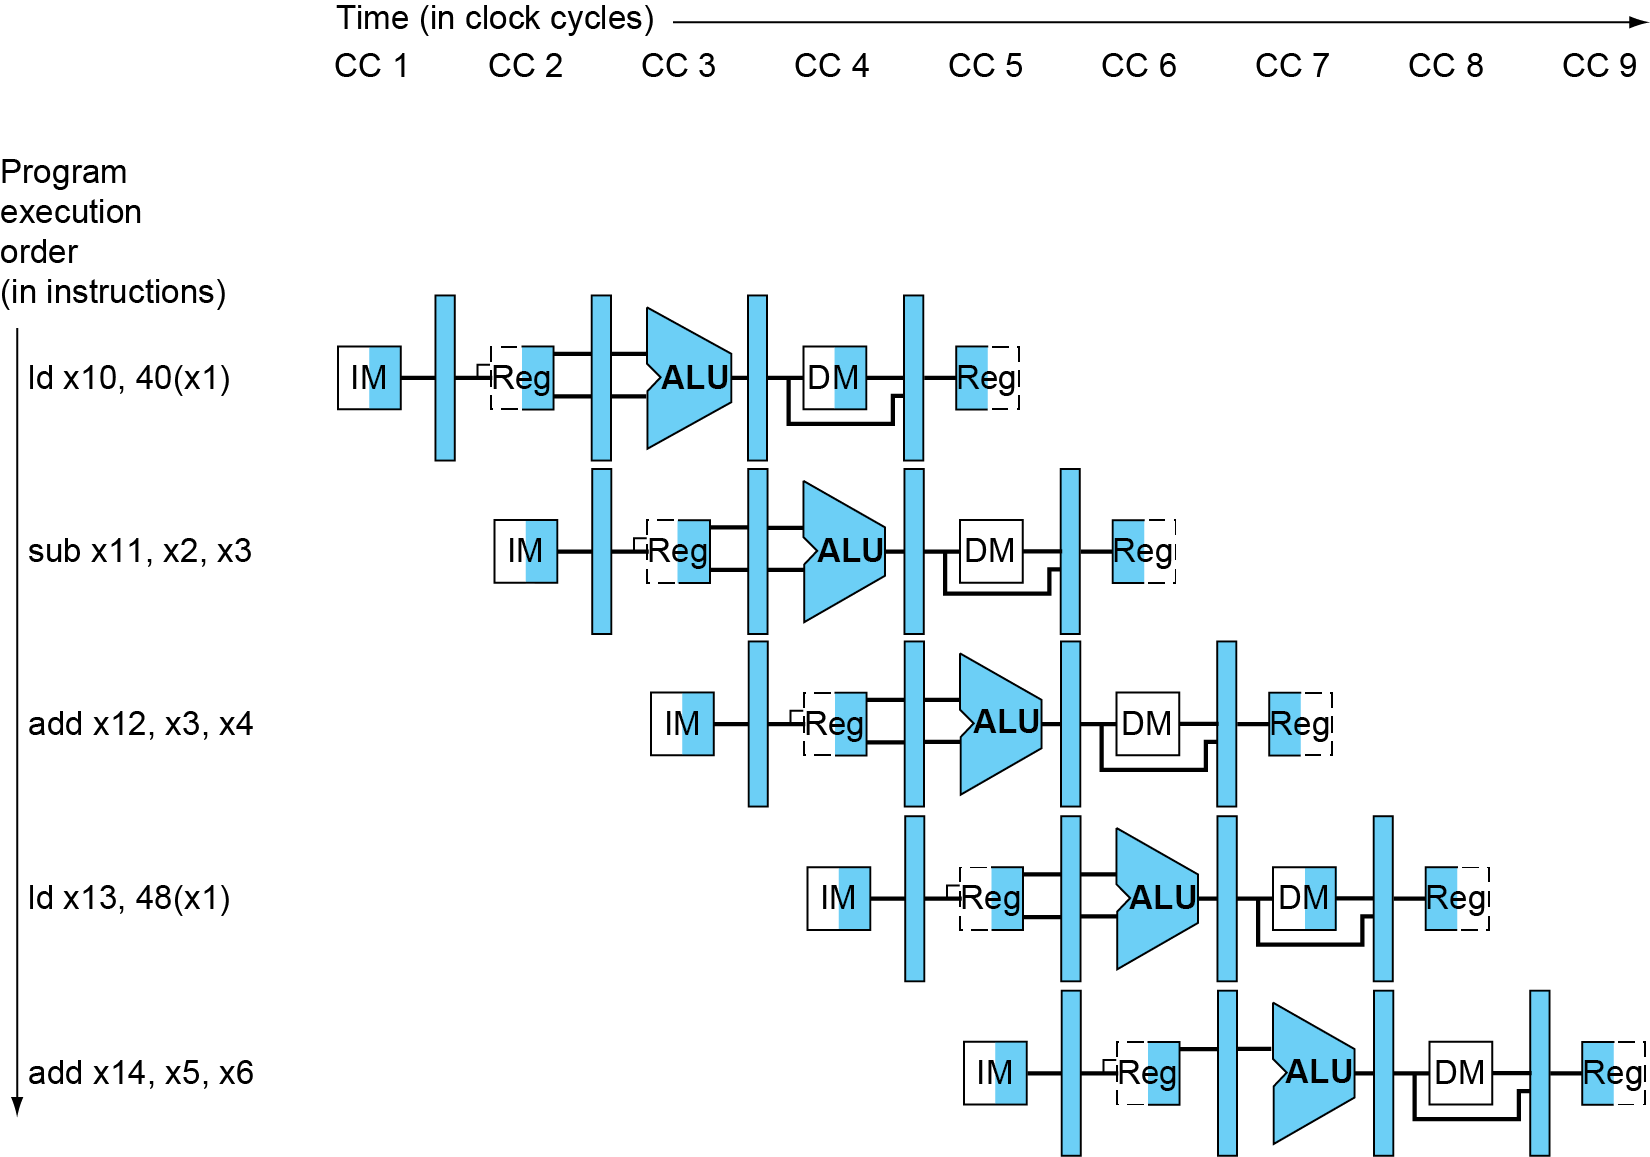 Time (in clock cycles)
CC 1 CC 2 CC 3 CC 4 CC 5 CC 6 CC 7 CC 8 CC 9
Program
execution
order
(in instructions)
ld x10, 40(x1) IM Reg ALU DM Reg
sub x11, x2, x3 IM Reg ALU DM Reg
add x12, x3, x4 IM Reg ALU DM Reg
ld x13, 48(x1) IM Reg ALU DM Reg
add x14, x5, x6 IM Reg ALU DM Reg